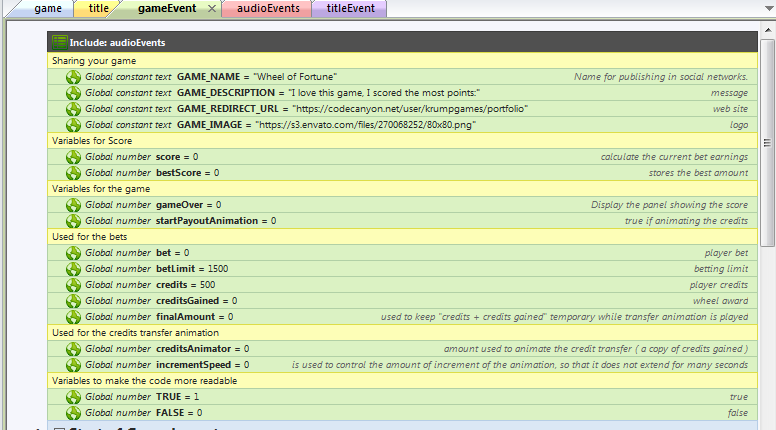 game title gameEvent audioEvents titleEvent
Include: audioEvents
Sharing your game
Global constant text GAME_NAME = "Wheel of Fortune" Name for publishing in social networks.
Global constant text GAME_DESCRIPTION = "I love this game, I scored the most points:" message
Global constant text GAME_REDIRECT_URL = "https://codecanyon.net/user/krumpgames/portfolio" web site
Global constant text GAME_IMAGE = "https://s3.envato.com/files/270068252/80x80.png" logo
Variables for Score
Global number score = 0 calculate the current bet earnings
Global number bestScore = 0 stores the best amount
Variables for the game
Global number gameOver = 0 Display the panel showing the score
Global number startPayoutAnimation = 0 true if animating the credits
Used for the bets
Global number bet = 0 player bet
Global number betLimit = 1500 betting limit
Global number credits = 500 player credits
Global number creditsGained = 0 wheel award
Global number finalAmount = 0 used to keep "credits + credits gained" temporary while transfer animation is played
Used for the credits transfer animation
Global number creditsAnimator = 0 amount used to animate the credit transfer ( a copy of credits gained )
Global number incrementSpeed = 0 is used to control the amount of increment of the animation, so that it does not extend for many seconds
Variables to make the code more readable
Global number TRUE = 1 true
Global number FALSE = 0 false